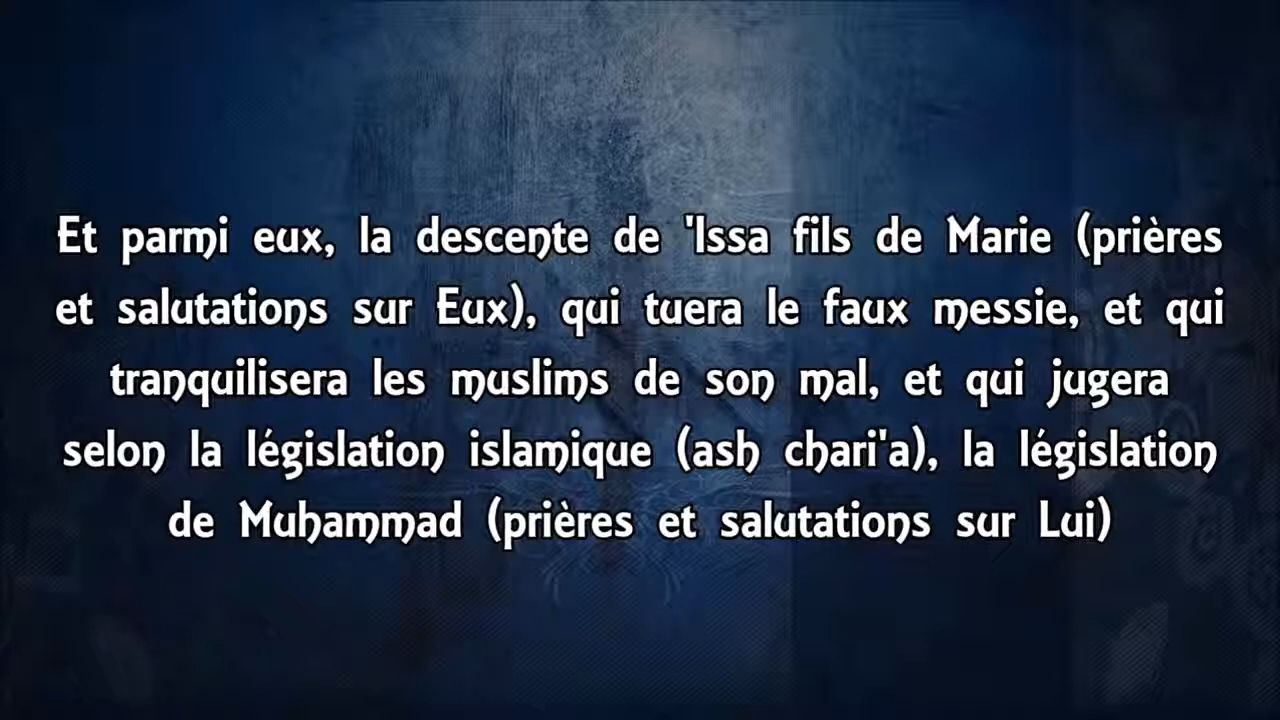 Et parmi eux, la descente de 'Issa fils de Marie (prières
et salutations sur Eux), qui tuera le faux messie, et qui
tranquilisera les muslims de son mal, et qui jugera
selon la législation islamique (ash chari'a), la législation
de Muhammad (prières et salutations sur Lui)